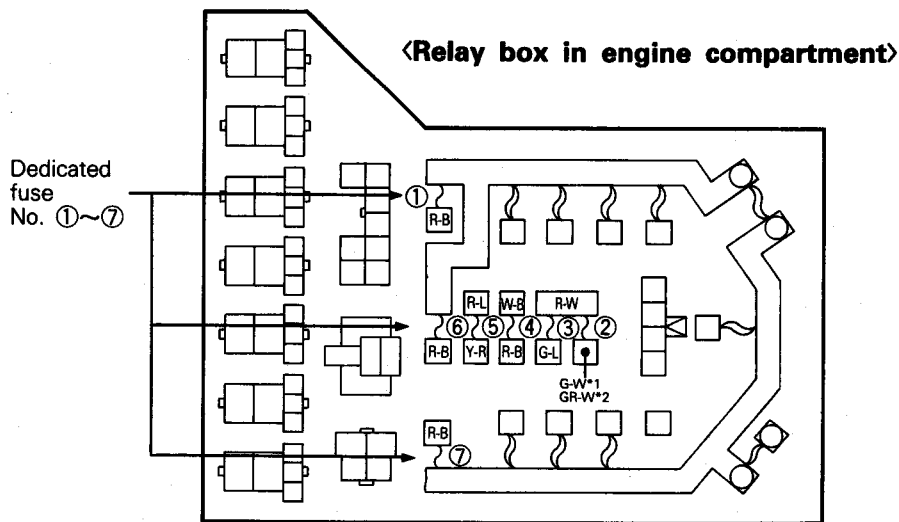 〈Relay box in engine compartment〉
Dedicated
fuse
No. ①~⑦
①
R-B
R-L
W-B
R-W
⑥
⑤
④
③
②
R-B
Y-R
R-B
G-L
G-W*1
GR-W*2
R-B
⑦